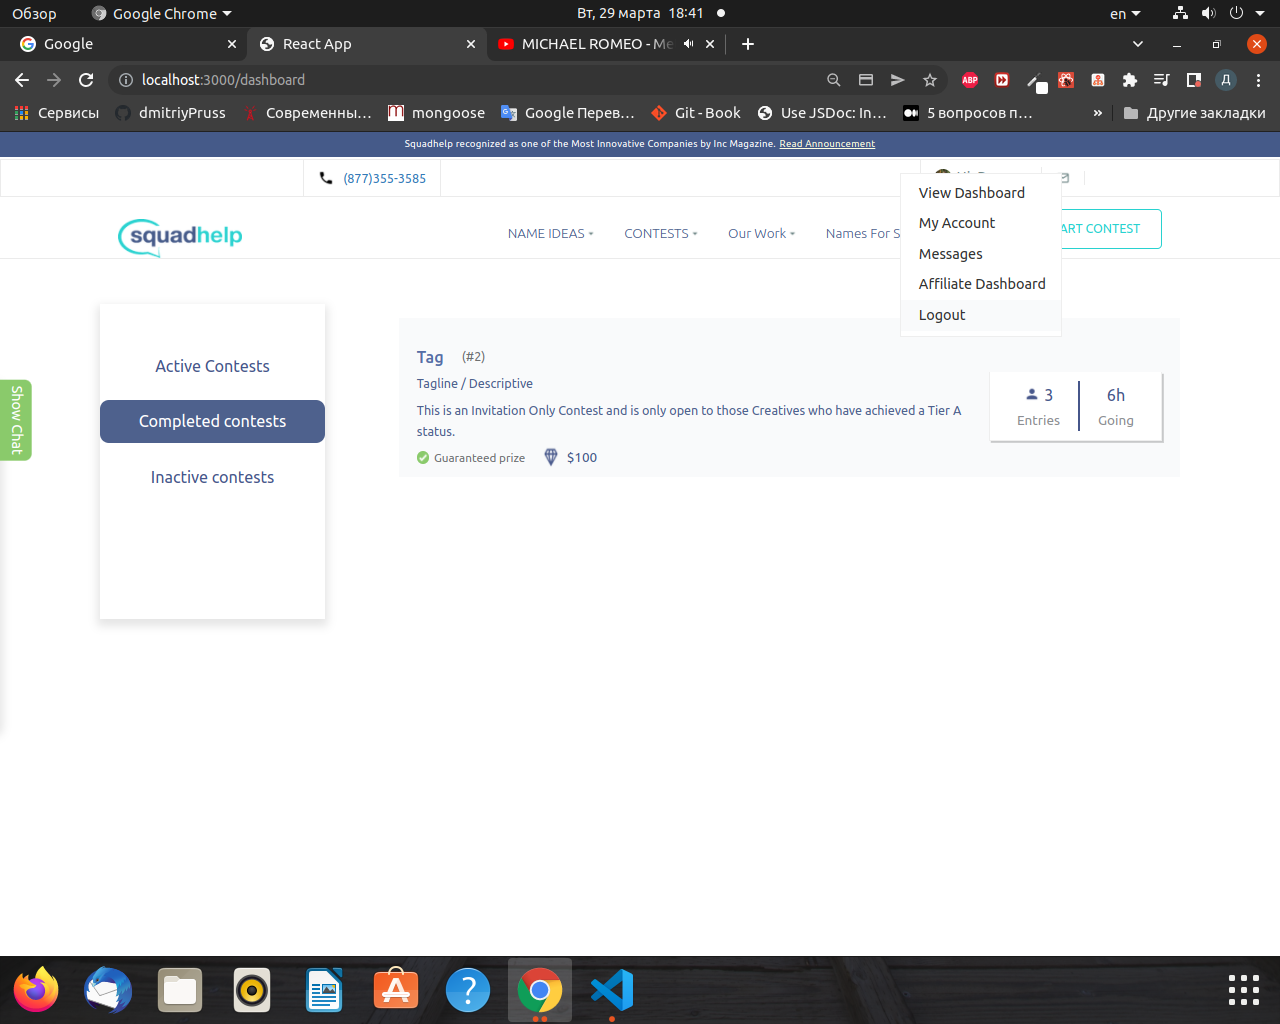 Обзор
Google Chrome
Вт, 29 марта 18:41
en
Google
React App
MICHAEL ROMEO - Me
localhost:3000/dashboard
ABP
Д
Сервисы
dmitriyPruss
Современны…
mongoose
Google Перев…
Git - Book
Use JSDoc: In…
5 вопросов п…
»
Другие закладки
Squadhelp recognized as one of the Most Innovative Companies by Inc Magazine. Read Announcement
(877)355-3585
View Dashboard
My Account
Messages
Affiliate Dashboard
Logout
squadhelp
NAME IDEAS
CONTESTS
Our Work
Names For S
ART CONTEST
Active Contests
Completed contests
Inactive contests
Show Chat
Tag (#2)
Tagline / Descriptive
This is an Invitation Only Contest and is only open to those Creatives who have achieved a Tier A
status.
Guaranteed prize
$100
3
Entries
6h
Going